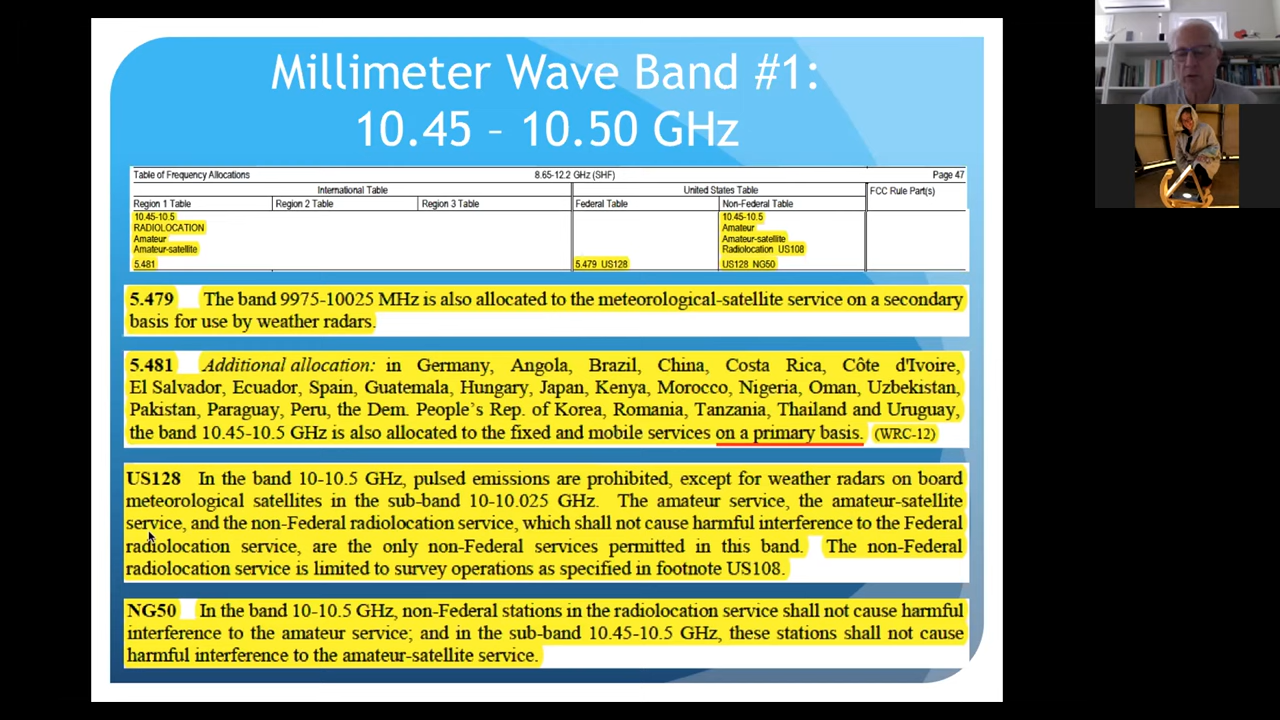 Millimeter Wave Band #1:
10.45 – 10.50 GHz
Table of Frequency Allocations 8.65-12.2 GHz (SHF) Page 47
International Table United States Table FCC Rule Part(s)
Region 1 Table Region 2 Table Region 3 Table Federal Table Non-Federal Table
10.45-10.5
RADIOLOCATION
Amateur
Amateur-satellite
5.481
5.479 US128
10.45-10.5
Amateur
Amateur-satellite
Radiolocation US108
US128 NG50
5.479 The band 9975-10025 MHz is also allocated to the meteorological-satellite service on a secondary
basis for use by weather radars.
5.481 Additional allocation: in Germany, Angola, Brazil, China, Costa Rica, Côte d'Ivoire,
El Salvador, Ecuador, Spain, Guatemala, Hungary, Japan, Kenya, Morocco, Nigeria, Oman, Uzbekistan,
Pakistan, Paraguay, Peru, the Dem. People's Rep. of Korea, Romania, Tanzania, Thailand and Uruguay,
the band 10.45-10.5 GHz is also allocated to the fixed and mobile services on a primary basis. (WRC-12)
US128 In the band 10-10.5 GHz, pulsed emissions are prohibited, except for weather radars on board
meteorological satellites in the sub-band 10-10.025 GHz. The amateur service, the amateur-satellite
service, and the non-Federal radiolocation service, which shall not cause harmful interference to the Federal
radiolocation service, are the only non-Federal services permitted in this band. The non-Federal
radiolocation service is limited to survey operations as specified in footnote US108.
NG50 In the band 10-10.5 GHz, non-Federal stations in the radiolocation service shall not cause harmful
interference to the amateur service; and in the sub-band 10.45-10.5 GHz, these stations shall not cause
harmful interference to the amateur-satellite service.